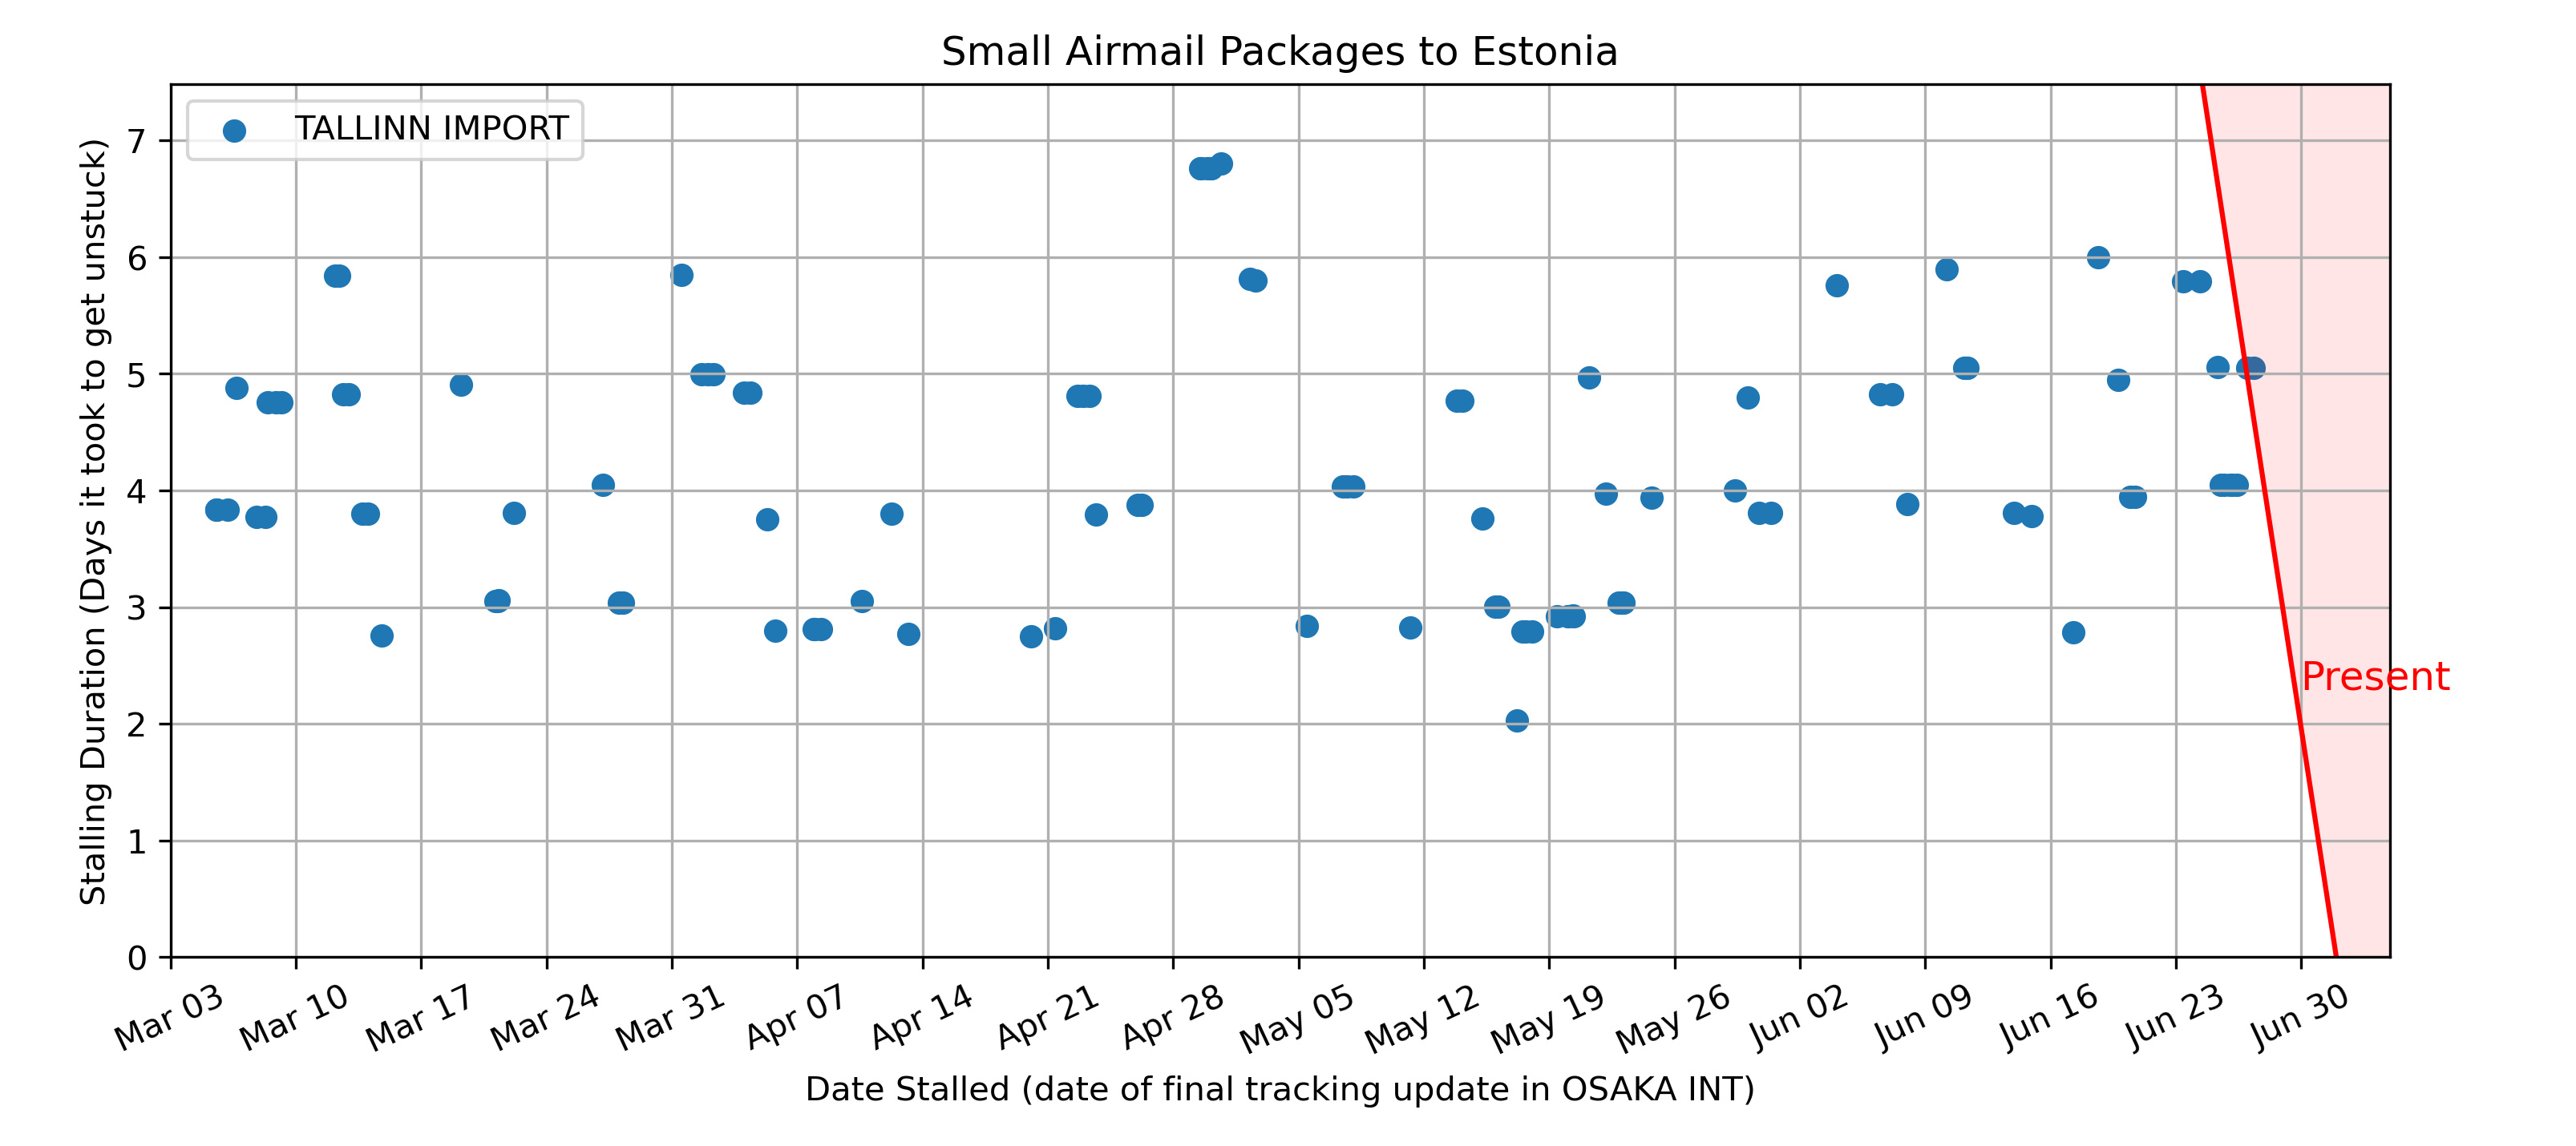 Small Airmail Packages to Estonia
TALLINN IMPORT
Stalling Duration (Days it took to get unstuck)
7
6
5
4
3
2
1
0
Present
Mar 03
Mar 10
Mar 17
Mar 24
Mar 31
Apr 07
Apr 14
Apr 21
Apr 28
May 05
May 12
May 19
May 26
Jun 02
Jun 09
Jun 16
Jun 23
Jun 30
Date Stalled (date of final tracking update in OSAKA INT)